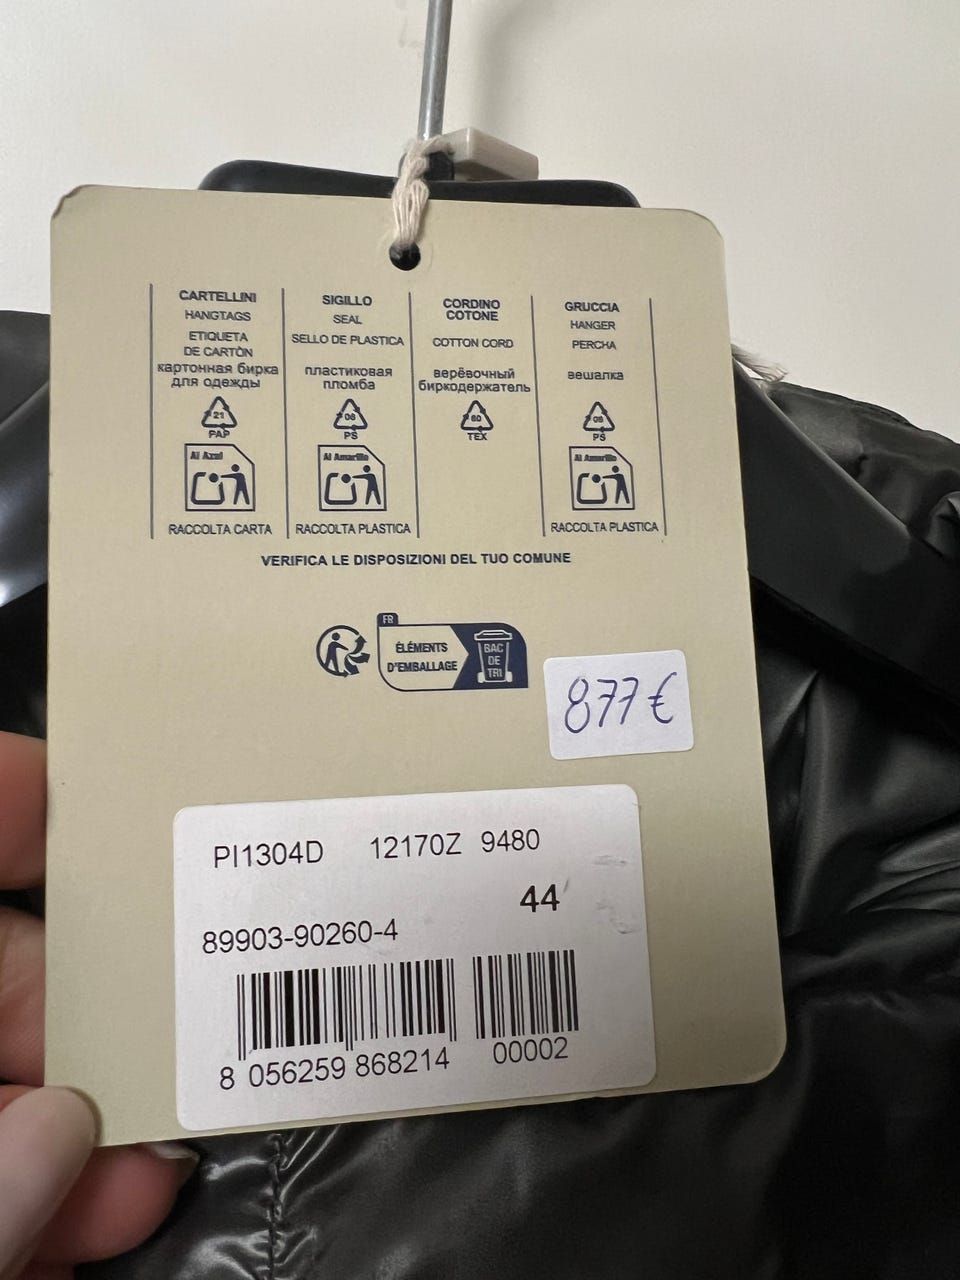 CARTELLINI
HANGTAGS
ETIQUETA
DE CARTÒN
картонная бирка
для одежды
21
PAP
Al Azul
RACCOLTA CARTA
SIGILLO
SEAL
SELLO DE PLASTICA
пластиковая
пломба
06
PS
Al Amarillo
RACCOLTA PLASTICA
CORDINO
COTONE
COTTON CORD
верёвочный
биркодержатель
60
TEX
GRUCCIA
HANGER
PERCHA
вешалка
06
PS
Al Amarillo
RACCOLTA PLASTICA
VERIFICA LE DISPOSIZIONI DEL TUO COMUNE
FR
ÉLÉMENTS
D'EMBALLAGE
BAC
DE
TRI
877 €
PI1304D 12170Z 9480
44
89903-90260-4
8 056259 868214 00002